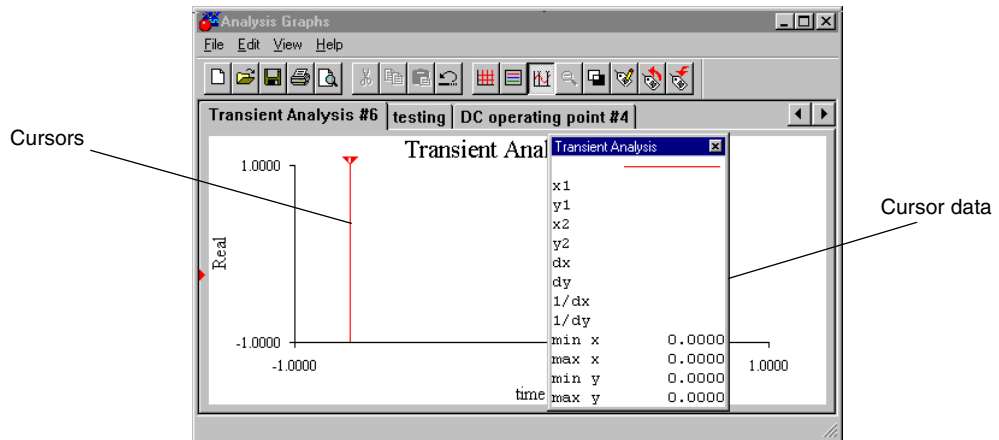 Analysis Graphs
File Edit View Help
Transient Analysis #6 testing DC operating point #4
Cursors
Transient Anal
Transient Analysis
1.0000
x1
y1
x2
y2
dx
dy
1/dx
1/dy
min x 0.0000
max x 0.0000
min y 0.0000
max y 0.0000
Cursor data
Real
-1.0000
-1.0000
1.0000
time